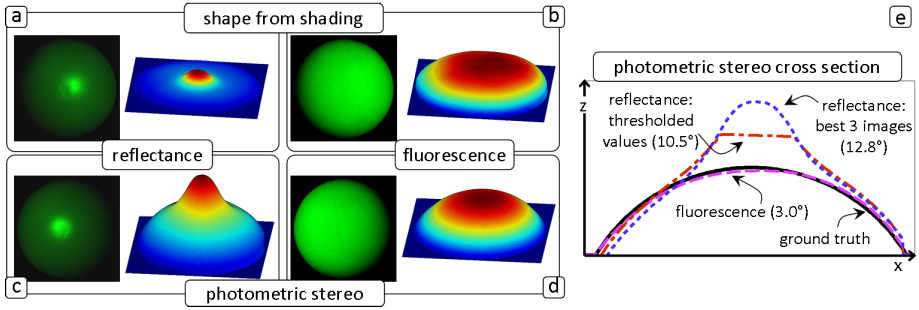 a
shape from shading
b
e
photometric stereo cross section
z
reflectance:
thresholded
values (10.5°)
reflectance:
best 3 images
(12.8°)
reflectance
fluorescence
fluorescence (3.0°)
ground truth
x
c
photometric stereo
d